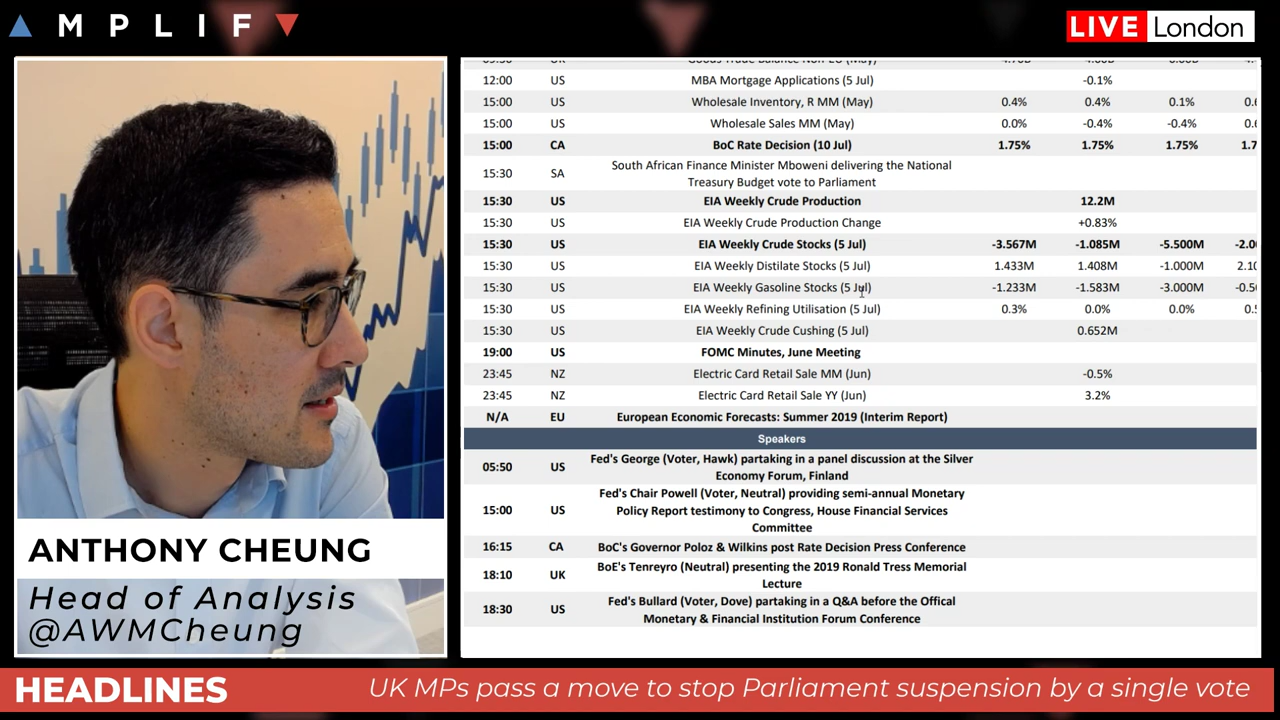 AMPLIFY
LIVE London
12:00 US MBA Mortgage Applications (5 Jul) -0.1%
15:00 US Wholesale Inventory, R MM (May) 0.4% 0.4% 0.1%
15:00 US Wholesale Sales MM (May) 0.0% -0.4% -0.4%
15:00 CA BoC Rate Decision (10 Jul) 1.75% 1.75% 1.75%
15:30 SA South African Finance Minister Mboweni delivering the National
Treasury Budget vote to Parliament
15:30 US EIA Weekly Crude Production 12.2M
15:30 US EIA Weekly Crude Production Change +0.83%
15:30 US EIA Weekly Crude Stocks (5 Jul) -3.567M -1.085M -5.500M
15:30 US EIA Weekly Distilate Stocks (5 Jul) 1.433M 1.408M -1.000M
15:30 US EIA Weekly Gasoline Stocks (5 Jul) -1.233M -1.583M -3.000M
15:30 US EIA Weekly Refining Utilisation (5 Jul) 0.3% 0.0% 0.0%
15:30 US EIA Weekly Crude Cushing (5 Jul) 0.652M
19:00 US FOMC Minutes, June Meeting
23:45 NZ Electric Card Retail Sale MM (Jun) -0.5%
23:45 NZ Electric Card Retail Sale YY (Jun) 3.2%
N/A EU European Economic Forecasts: Summer 2019 (Interim Report)
Speakers
05:50 US Fed's George (Voter, Hawk) partaking in a panel discussion at the Silver
Economy Forum, Finland
15:00 US Fed's Chair Powell (Voter, Neutral) providing semi-annual Monetary
Policy Report testimony to Congress, House Financial Services
Committee
16:15 CA BoC's Governor Poloz & Wilkins post Rate Decision Press Conference
18:10 UK BoE's Tenreyro (Neutral) presenting the 2019 Ronald Tress Memorial
Lecture
18:30 US Fed's Bullard (Voter, Dove) partaking in a Q&A before the Offical
Monetary & Financial Institution Forum Conference
ANTHONY CHEUNG
Head of Analysis
@AWMCheung
HEADLINES UK MPs pass a move to stop Parliament suspension by a single vote